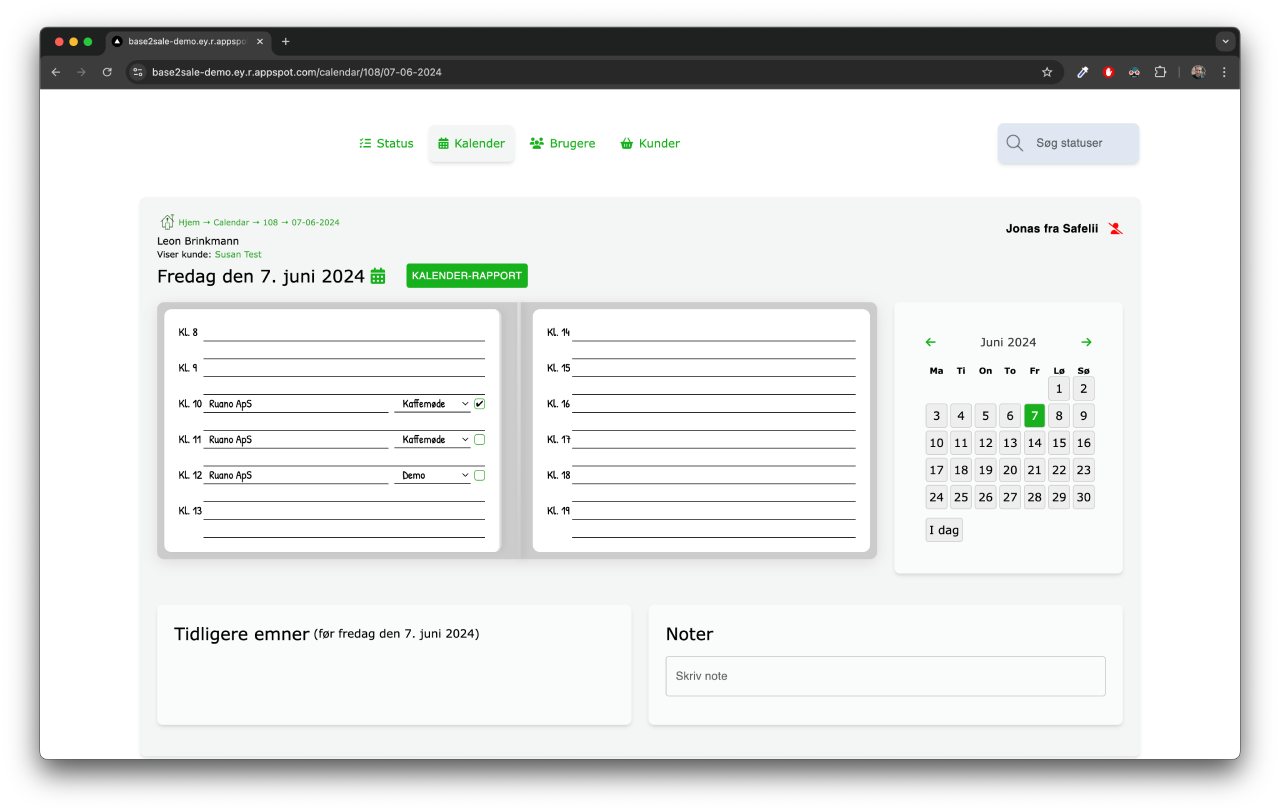 base2sale-demo.ey.r.appspo
base2sale-demo.ey.r.appspot.com/calendar/108/07-06-2024
Status Kalender Brugere Kunder Søg statuser
Hjem → Calendar → 108 → 07-06-2024
Jonas fra Safelii
Leon Brinkmann
Viser kunde: Susan Test
Fredag den 7. juni 2024 KALENDER-RAPPORT
Kl. 8
Kl. 9
Kl. 10 Ruano ApS Kaffemøde
Kl. 11 Ruano ApS Kaffemøde
Kl. 12 Ruano ApS Demo
Kl. 13
Kl. 14
Kl. 15
Kl. 16
Kl. 17
Kl. 18
Kl. 19
← Juni 2024 →
Ma Ti On To Fr Lø Sø
1 2
3 4 5 6 7 8 9
10 11 12 13 14 15 16
17 18 19 20 21 22 23
24 25 26 27 28 29 30
I dag
Tidligere emner (før fredag den 7. juni 2024)
Noter
Skriv note